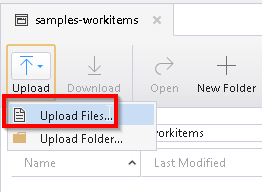 samples-workitems
Upload
Download
Open
New Folder
Upload Files...
Upload Folder...
workitems
Name
Last Modified